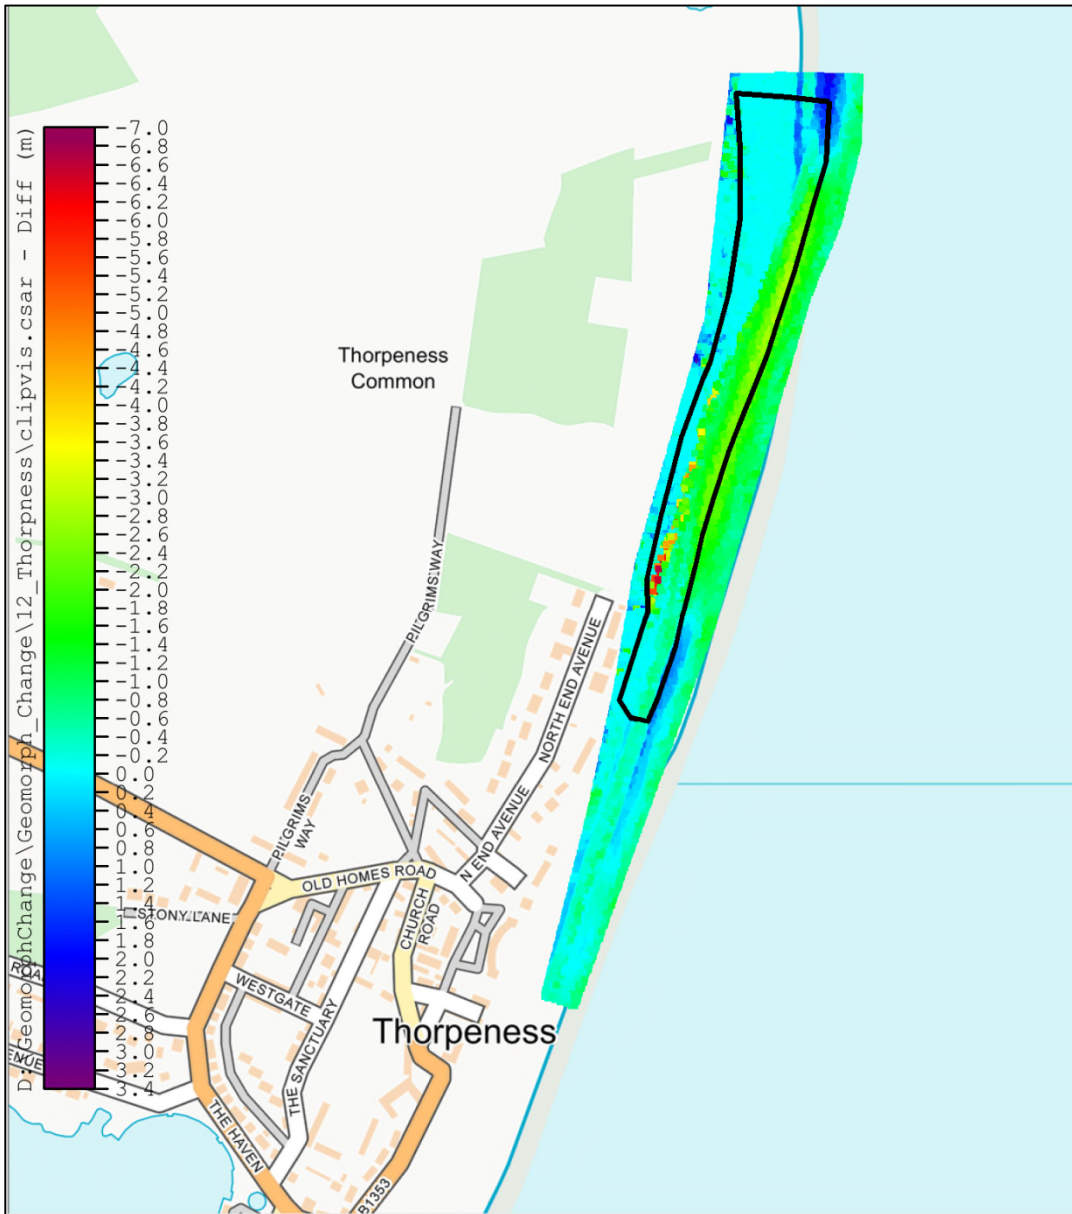 D:\GeomorphChange\Geomorph_Change\12_Thorpness\clipvis.csar - Diff (m)
-7.0
-6.8
-6.6
-6.4
-6.2
-6.0
-5.8
-5.6
-5.4
-5.2
-5.0
-4.8
-4.6
-4.4
-4.2
-4.0
-3.8
-3.6
-3.4
-3.2
-3.0
-2.8
-2.6
-2.4
-2.2
-2.0
-1.8
-1.6
-1.4
-1.2
-1.0
-0.8
-0.6
-0.4
-0.2
0.0
0.2
0.4
0.6
0.8
1.0
1.2
1.4
1.6
1.8
2.0
2.2
2.4
2.6
2.8
3.0
3.2
3.4
Thorpeness
Common
PILGRIMS WAY
NORTH END AVENUE
PILGRIMS
WAY
N END AVENUE
OLD HOMES ROAD
CHURCH
ROAD
STONY LANE
ROAD
WESTGATE
THE SANCTUARY
Thorpeness
THE HAVEN
B1353